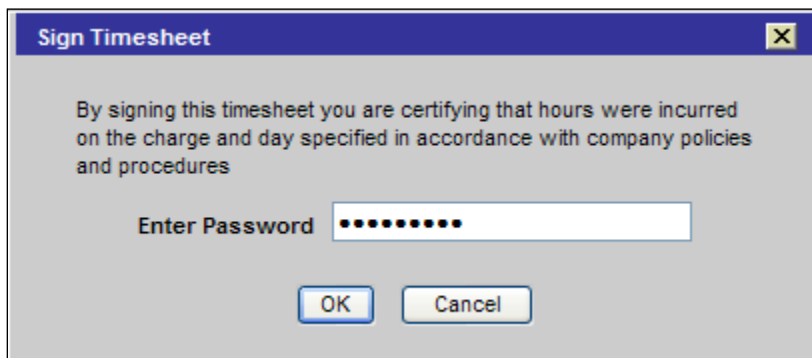 Sign Timesheet
By signing this timesheet you are certifying that hours were incurred
on the charge and day specified in accordance with company policies
and procedures
Enter Password •••••••••
OK Cancel